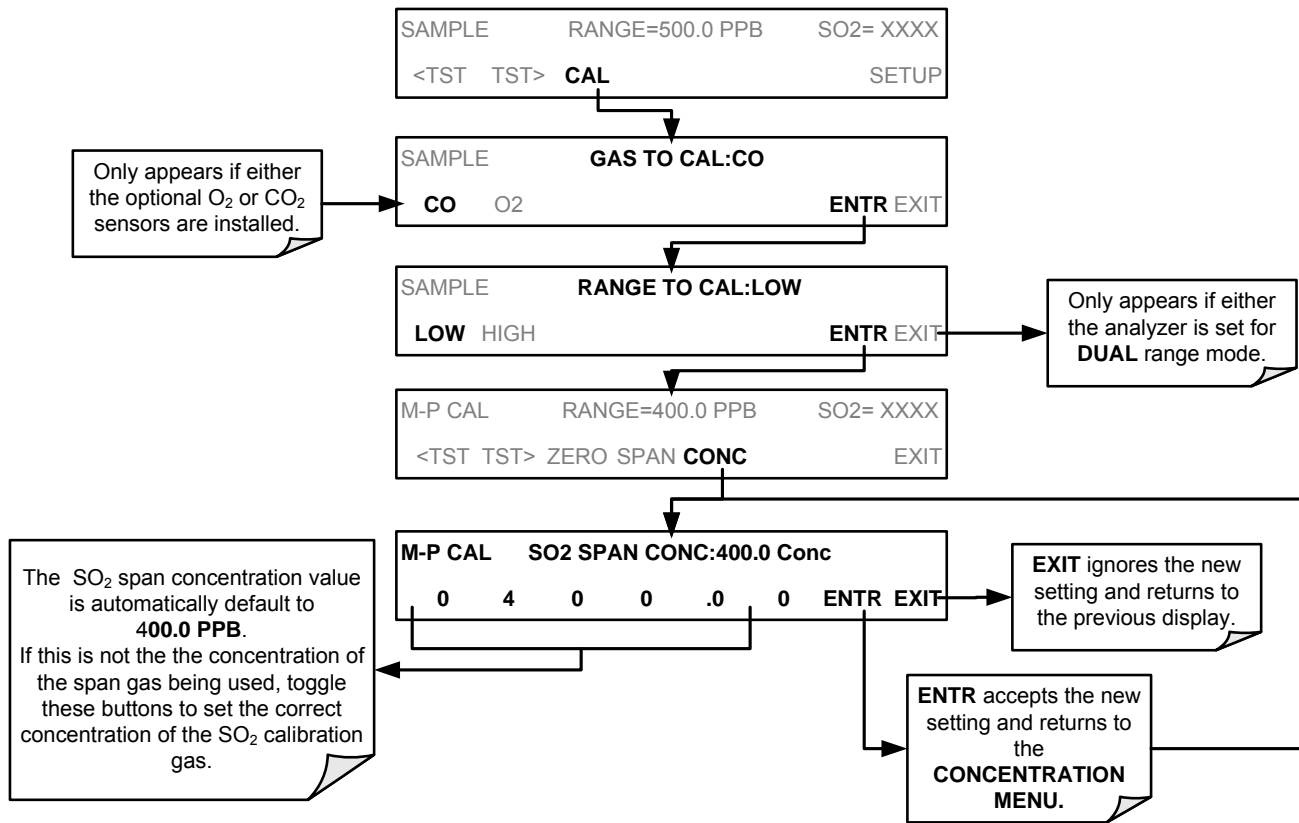 SAMPLE RANGE=500.0 PPB SO2= XXXX
<TST TST> CAL SETUP
Only appears if either
the optional O2 or CO2
sensors are installed.
SAMPLE GAS TO CAL:CO
CO O2 ENTR EXIT
SAMPLE RANGE TO CAL:LOW
LOW HIGH ENTR EXIT
Only appears if either
the analyzer is set for
DUAL range mode.
M-P CAL RANGE=400.0 PPB SO2= XXXX
<TST TST> ZERO SPAN CONC EXIT
M-P CAL SO2 SPAN CONC:400.0 Conc
0 4 0 0 .0 0 ENTR EXIT
The SO2 span concentration value
is automatically default to
400.0 PPB.
If this is not the the concentration of
the span gas being used, toggle
these buttons to set the correct
concentration of the SO2 calibration
gas.
EXIT ignores the new
setting and returns to
the previous display.
ENTR accepts the new
setting and returns to
the
CONCENTRATION
MENU.